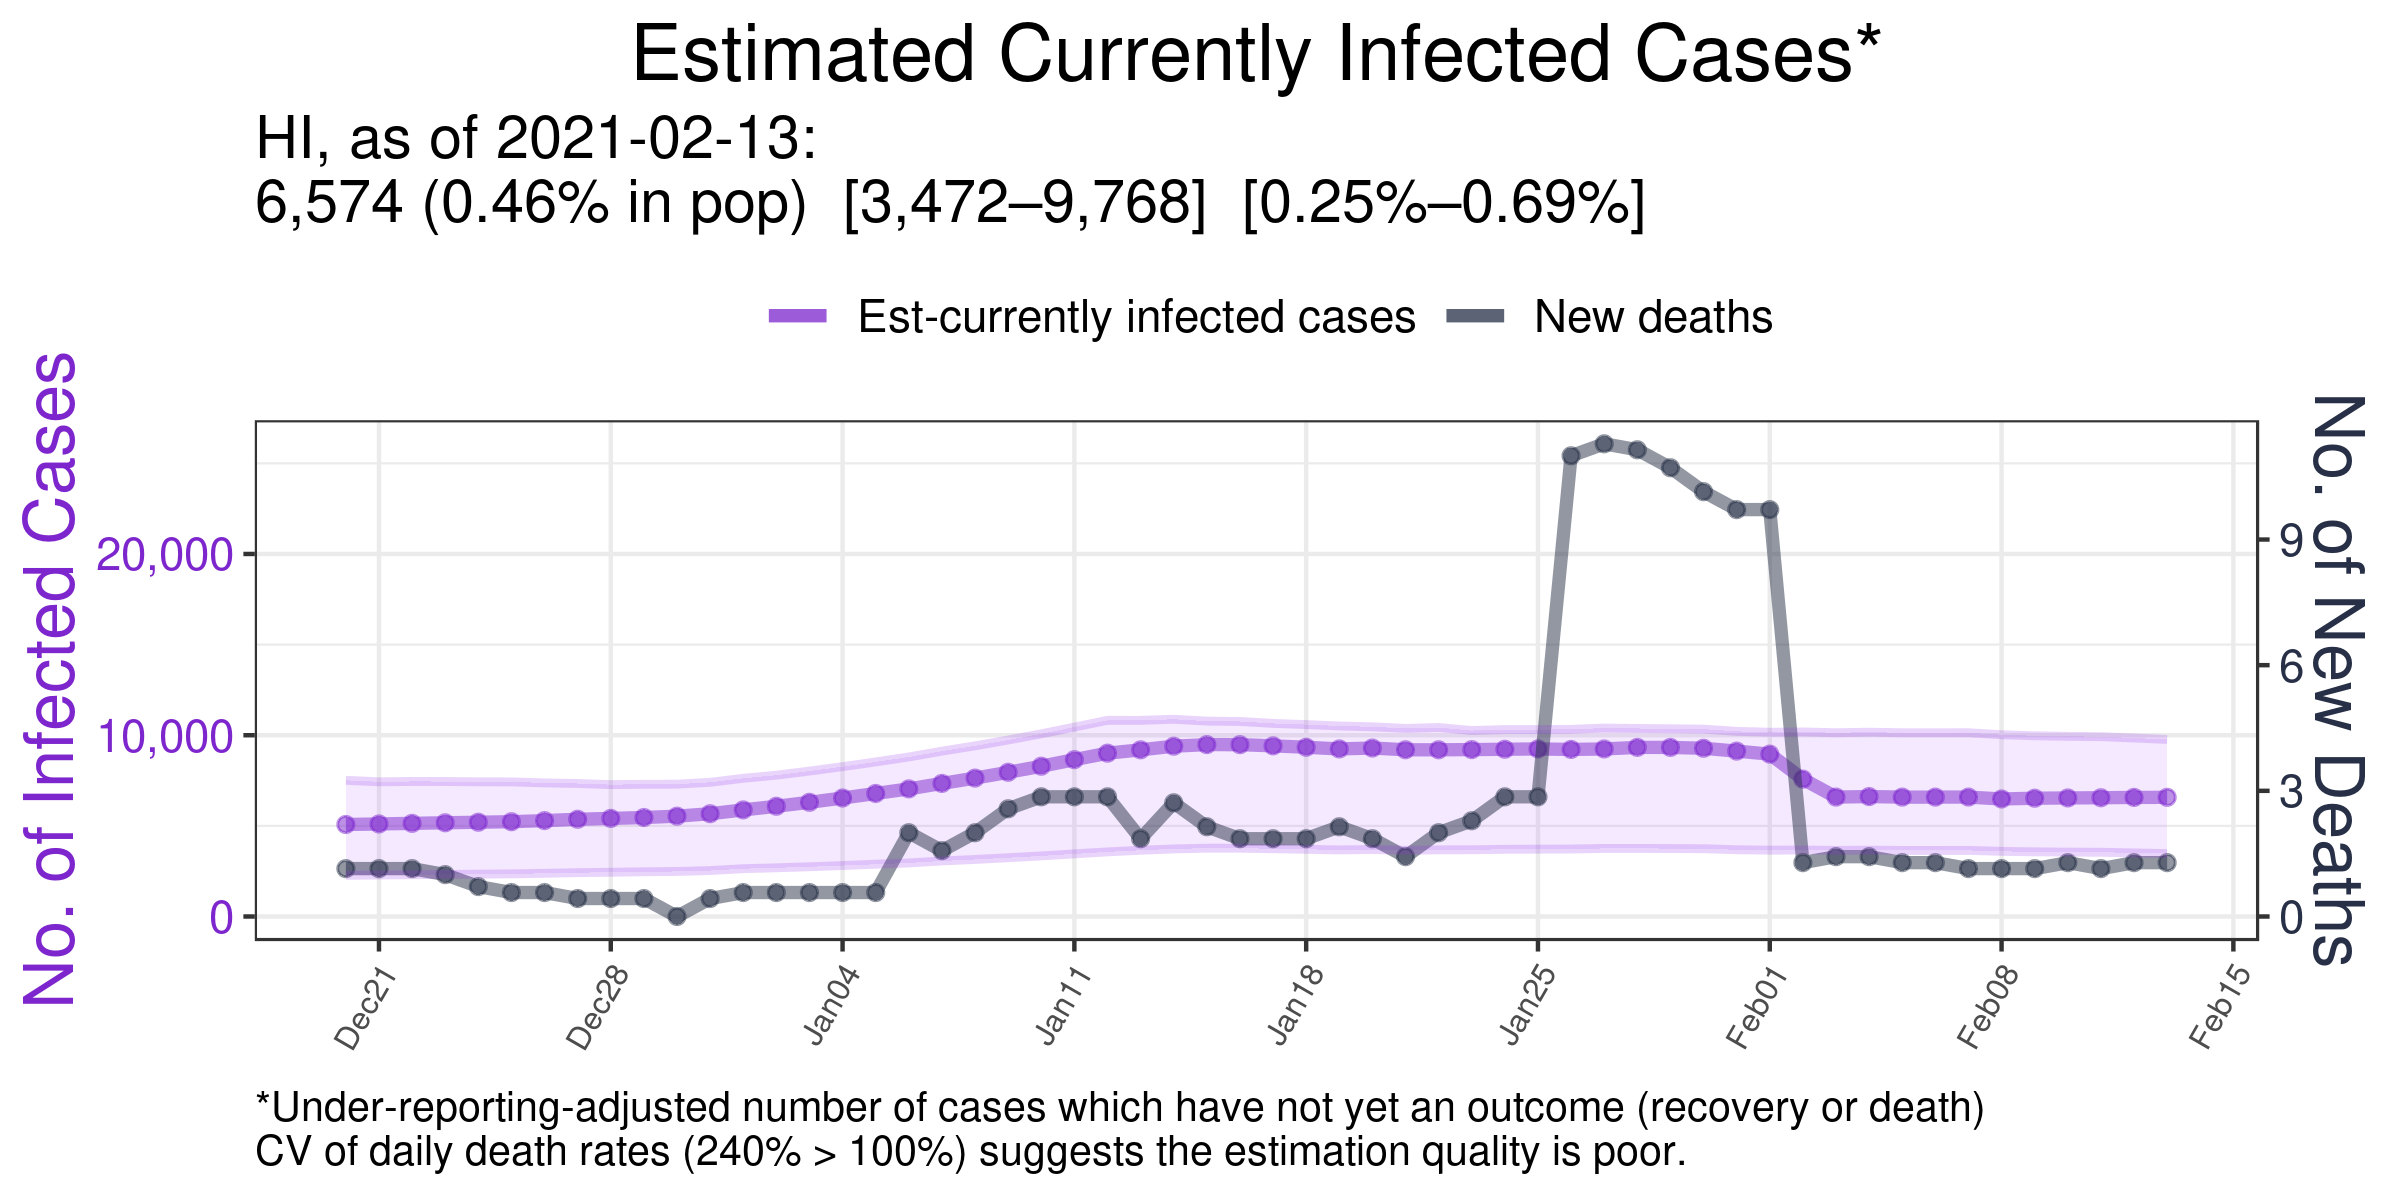 Estimated Currently Infected Cases*
HI, as of 2021-02-13:
6,574 (0.46% in pop)  [3,472–9,768]  [0.25%–0.69%]
Est-currently infected cases
New deaths
No. of Infected Cases
20,000
10,000
0
No. of New Deaths
9
6
3
0
Dec21
Dec28
Jan04
Jan11
Jan18
Jan25
Feb01
Feb08
Feb15
*Under-reporting-adjusted number of cases which have not yet an outcome (recovery or death)
CV of daily death rates (240% > 100%) suggests the estimation quality is poor.